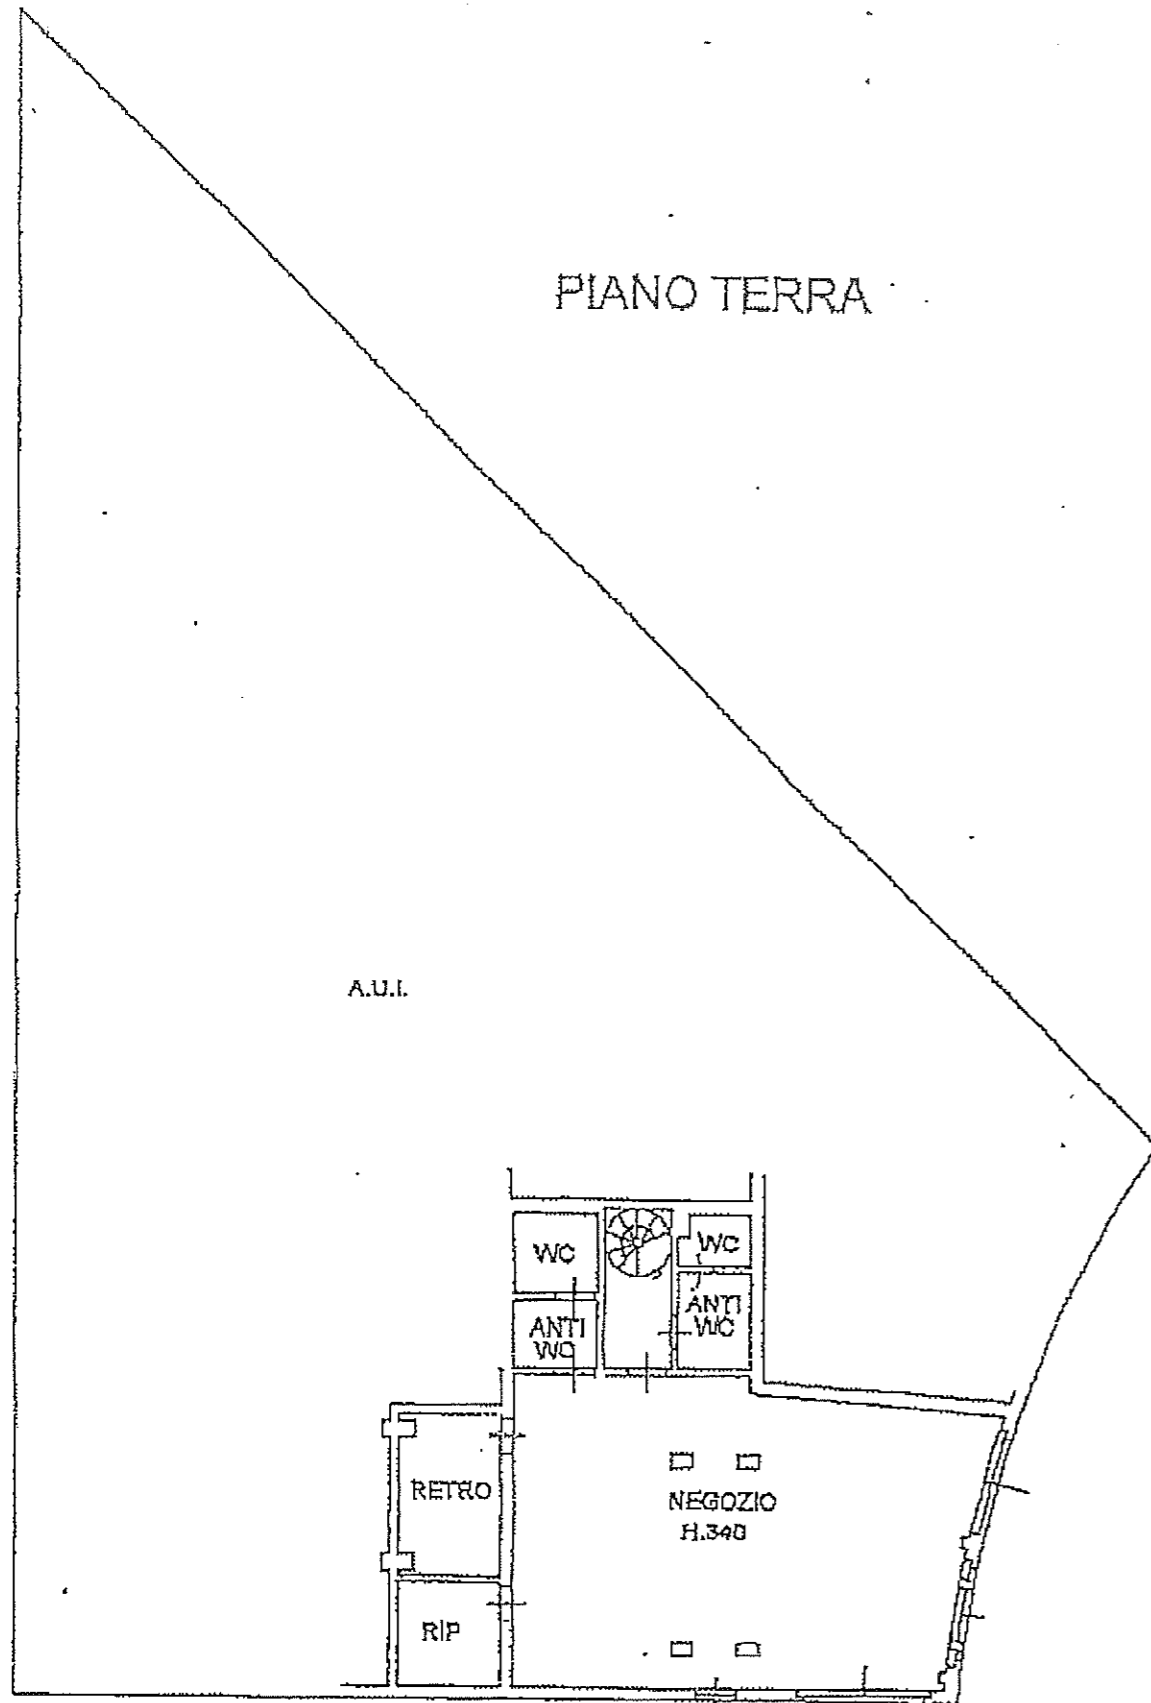 PIANO TERRA
A.U.I.
WC
WC
ANTI
WC
ANTI
WC
RETRO
NEGOZIO
H.340
RIP